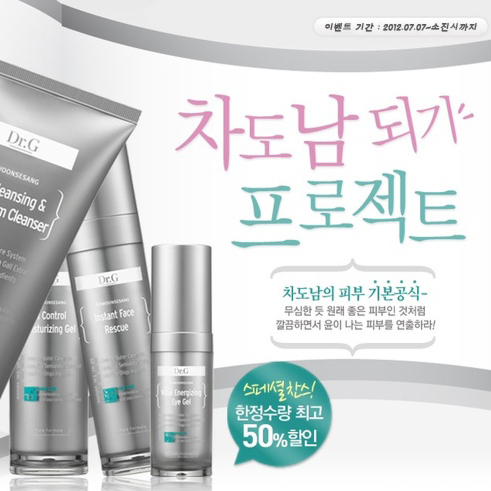 이벤트 기간 : 2012.07.07~소진시까지
차도남 되기
프로젝트
차도남의 피부 기본공식~
무심한 듯 원래 좋은 피부인 것처럼
깔끔하면서 윤이 나는 피부를 연출하라!
스페셜찬스!
한정수량 최고
50%할인
Dr.G
eansing &
m Cleanser
Dr.G
Instant Face
Rescue
Control
sturizing Gel
Dr.G
Energizing
Eye Gel